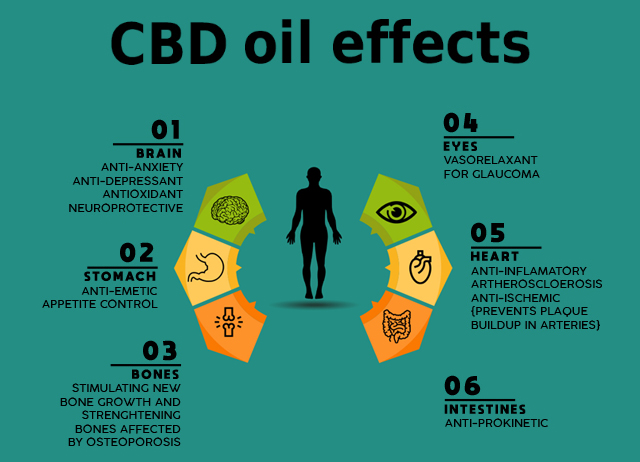 CBD oil effects
01
BRAIN
ANTI-ANXIETY
ANTI-DEPRESSANT
ANTIOXIDANT
NEUROPROTECTIVE
02
STOMACH
ANTI-EMETIC
APPETITE CONTROL
03
BONES
STIMULATING NEW
BONE GROWTH AND
STRENGHTENING
BONES AFFECTED
BY OSTEOPOROSIS
04
EYES
VASORELAXANT
FOR GLAUCOMA
05
HEART
ANTI-INFLAMATORY
ARTHEROSCLOEROSIS
ANTI-ISCHEMIC
{PREVENTS PLAQUE
BUILDUP IN ARTERIES}
06
INTESTINES
ANTI-PROKINETIC